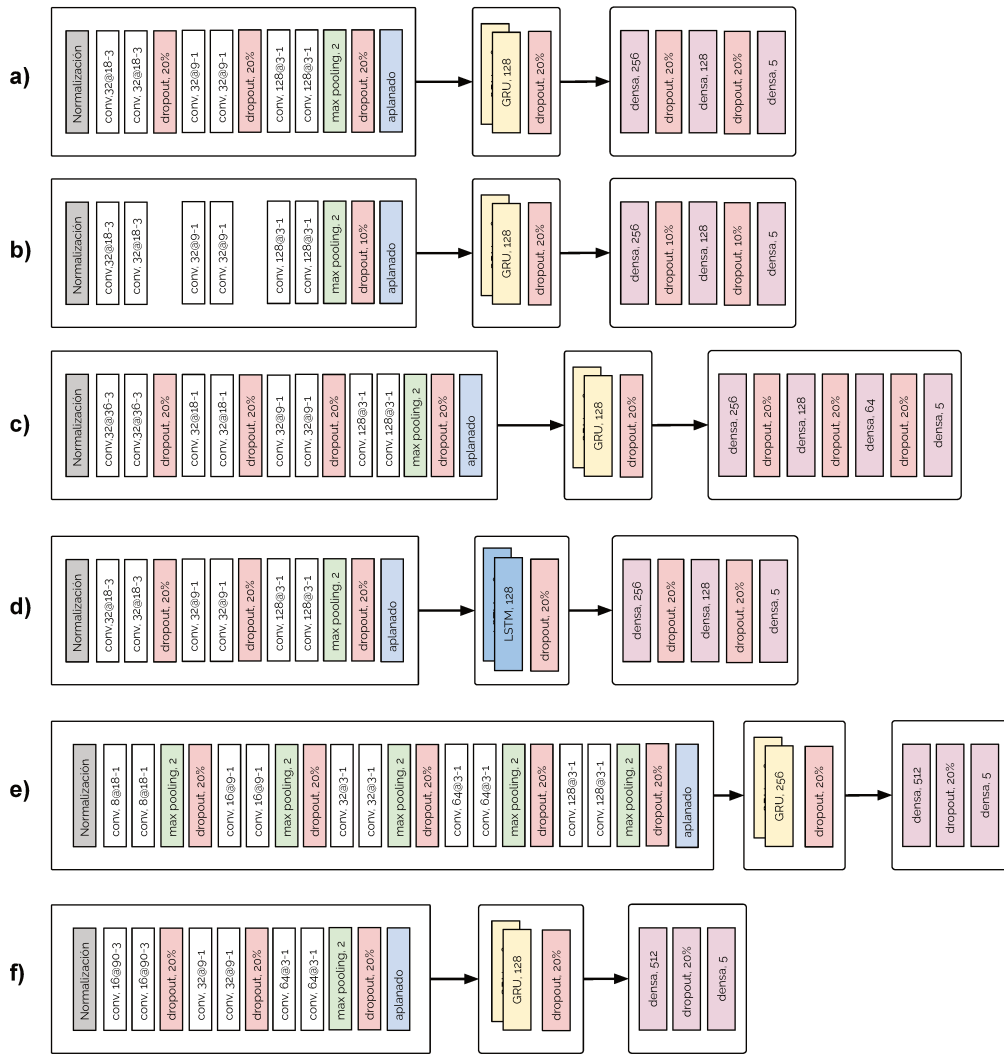 a)
Normalización
conv, 32@18-3
conv, 32@18-3
dropout, 20%
conv, 32@9-1
conv, 32@9-1
dropout, 20%
conv, 128@3-1
conv, 128@3-1
max pooling, 2
dropout, 20%
aplanado
GRU, 128
dropout, 20%
densa, 256
dropout, 20%
densa, 128
dropout, 20%
densa, 5
b)
Normalización
conv, 32@18-3
conv, 32@18-3
conv, 32@9-1
conv, 32@9-1
conv, 128@3-1
conv, 128@3-1
max pooling, 2
dropout, 10%
aplanado
GRU, 128
dropout, 20%
densa, 256
dropout, 10%
densa, 128
dropout, 10%
densa, 5
c)
Normalización
conv, 32@36-3
conv, 32@36-3
dropout, 20%
conv, 32@18-1
conv, 32@18-1
dropout, 20%
conv, 32@9-1
conv, 32@9-1
dropout, 20%
conv, 128@3-1
conv, 128@3-1
max pooling, 2
dropout, 20%
aplanado
GRU, 128
dropout, 20%
densa, 256
dropout, 20%
densa, 128
dropout, 20%
densa, 64
dropout, 20%
densa, 5
d)
Normalización
conv, 32@18-3
conv, 32@18-3
dropout, 20%
conv, 32@9-1
conv, 32@9-1
dropout, 20%
conv, 128@3-1
conv, 128@3-1
max pooling, 2
dropout, 20%
aplanado
LSTM, 128
dropout, 20%
densa, 256
dropout, 20%
densa, 128
dropout, 20%
densa, 5
e)
Normalización
conv, 8@18-1
conv, 8@18-1
max pooling, 2
dropout, 20%
conv, 16@9-1
conv, 16@9-1
max pooling, 2
dropout, 20%
conv, 32@3-1
conv, 32@3-1
max pooling, 2
dropout, 20%
conv, 64@3-1
conv, 64@3-1
max pooling, 2
dropout, 20%
conv, 128@3-1
conv, 128@3-1
max pooling, 2
dropout, 20%
aplanado
GRU, 256
dropout, 20%
densa, 512
dropout, 20%
densa, 5
f)
Normalización
conv, 16@90-3
conv, 16@90-3
dropout, 20%
conv, 32@9-1
conv, 32@9-1
dropout, 20%
conv, 64@3-1
conv, 64@3-1
max pooling, 2
dropout, 20%
aplanado
GRU, 128
dropout, 20%
densa, 512
dropout, 20%
densa, 5